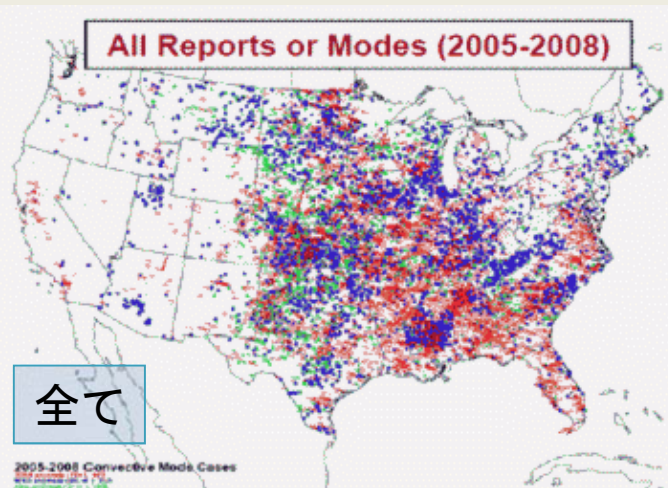 All Reports or Modes (2005-2008)
全て
2005-2008 Convective Mode Cases